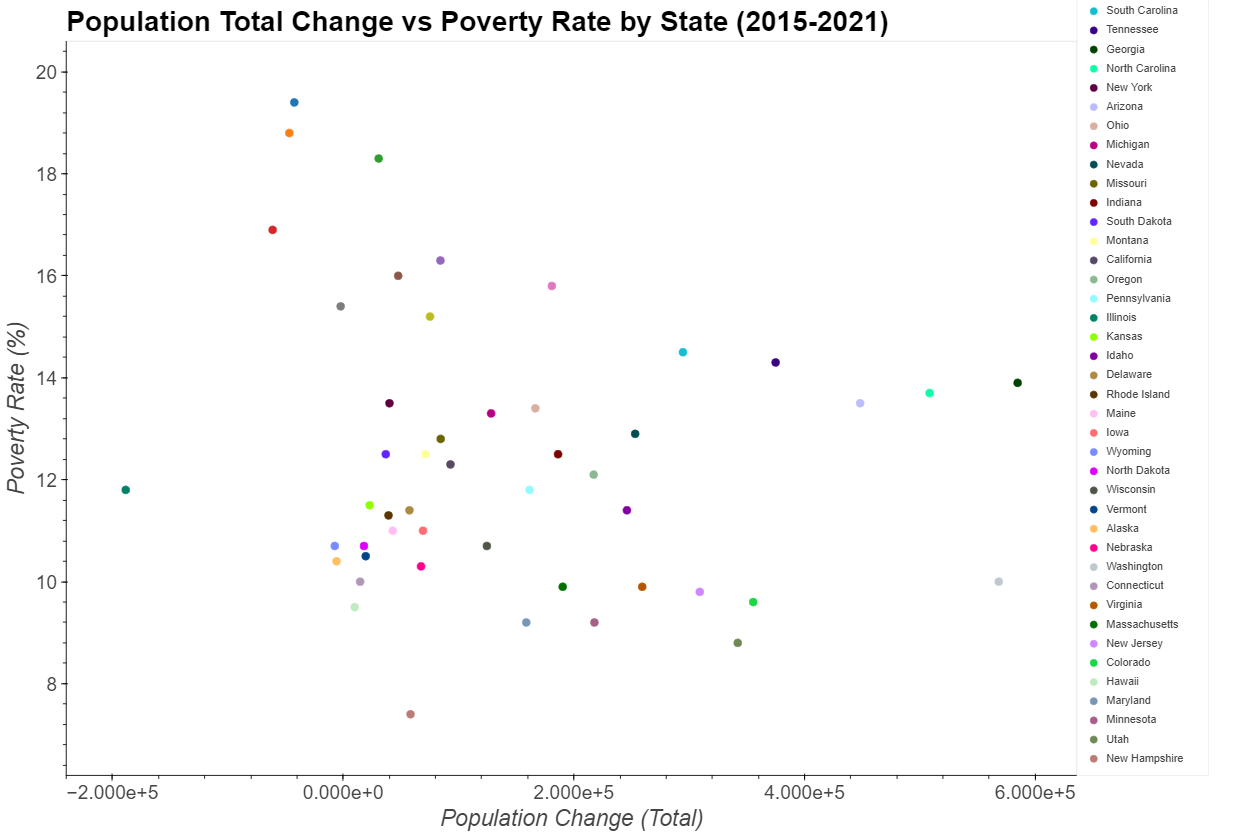 Population Total Change vs Poverty Rate by State (2015-2021)
Poverty Rate (%)
20
18
16
14
12
10
8
−2.000e+5
0.000e+0
2.000e+5
4.000e+5
6.000e+5
Population Change (Total)
South Carolina
Tennessee
Georgia
North Carolina
New York
Arizona
Ohio
Michigan
Nevada
Missouri
Indiana
South Dakota
Montana
California
Oregon
Pennsylvania
Illinois
Kansas
Idaho
Delaware
Rhode Island
Maine
Iowa
Wyoming
North Dakota
Wisconsin
Vermont
Alaska
Nebraska
Washington
Connecticut
Virginia
Massachusetts
New Jersey
Colorado
Hawaii
Maryland
Minnesota
Utah
New Hampshire